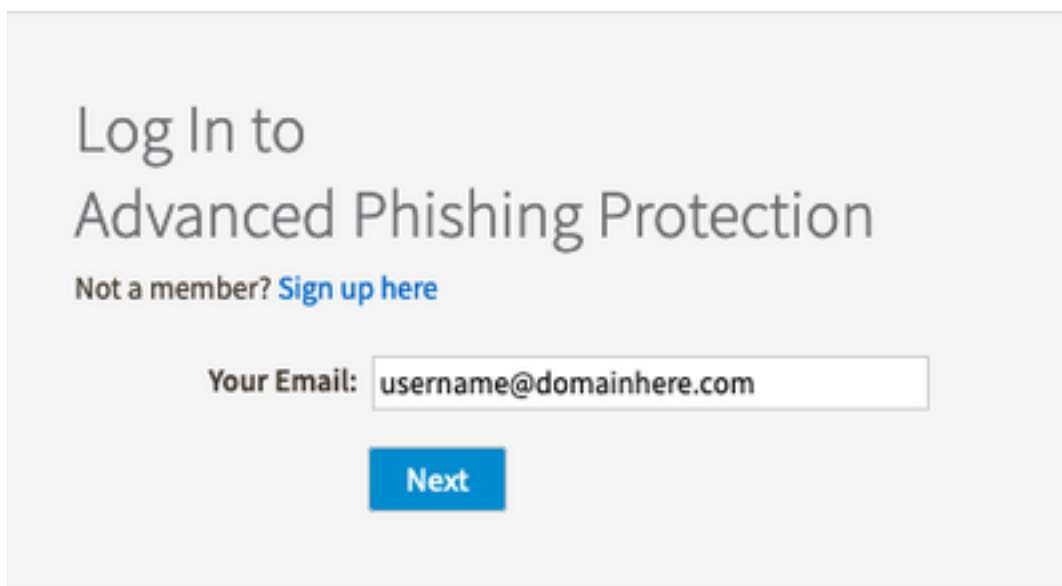 Log In to
Advanced Phishing Protection
Not a member? Sign up here
Your Email: username@domainhere.com
Next